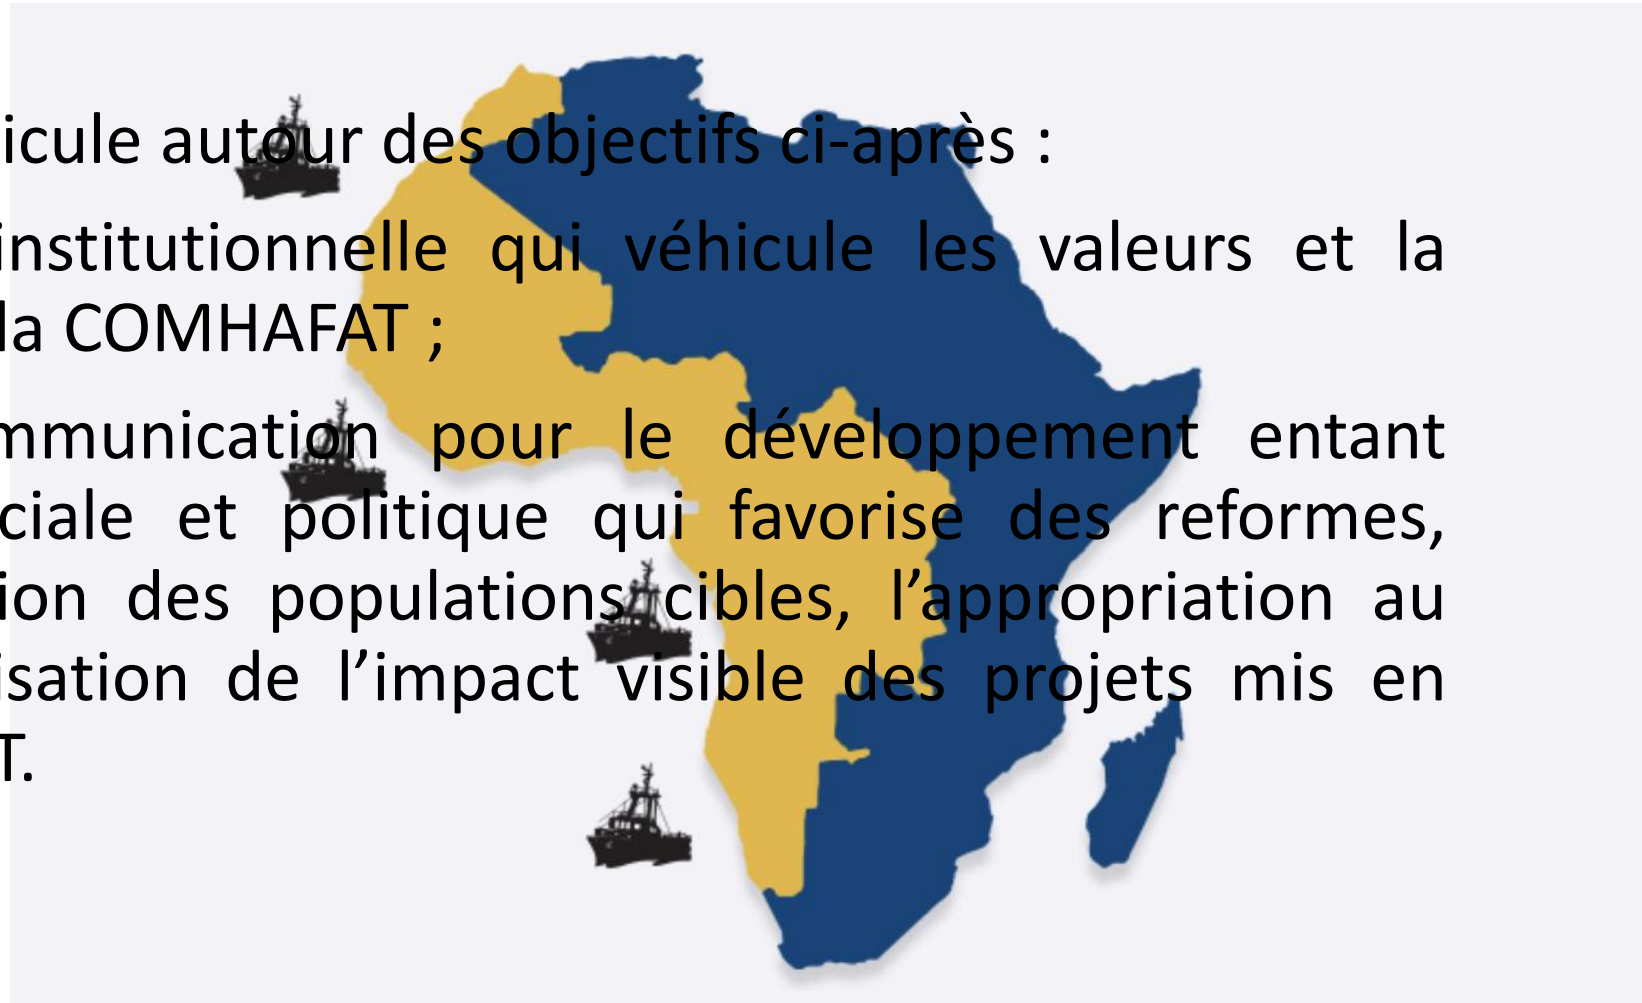 icule autour des objectifs ci-après :
institutionnelle qui véhicule les valeurs et la
la COMHAFAT ;
mmunication pour le développement entant
ciale et politique qui favorise des reformes,
ion des populations cibles, l’appropriation au
isation de l’impact visible des projets mis en
T.